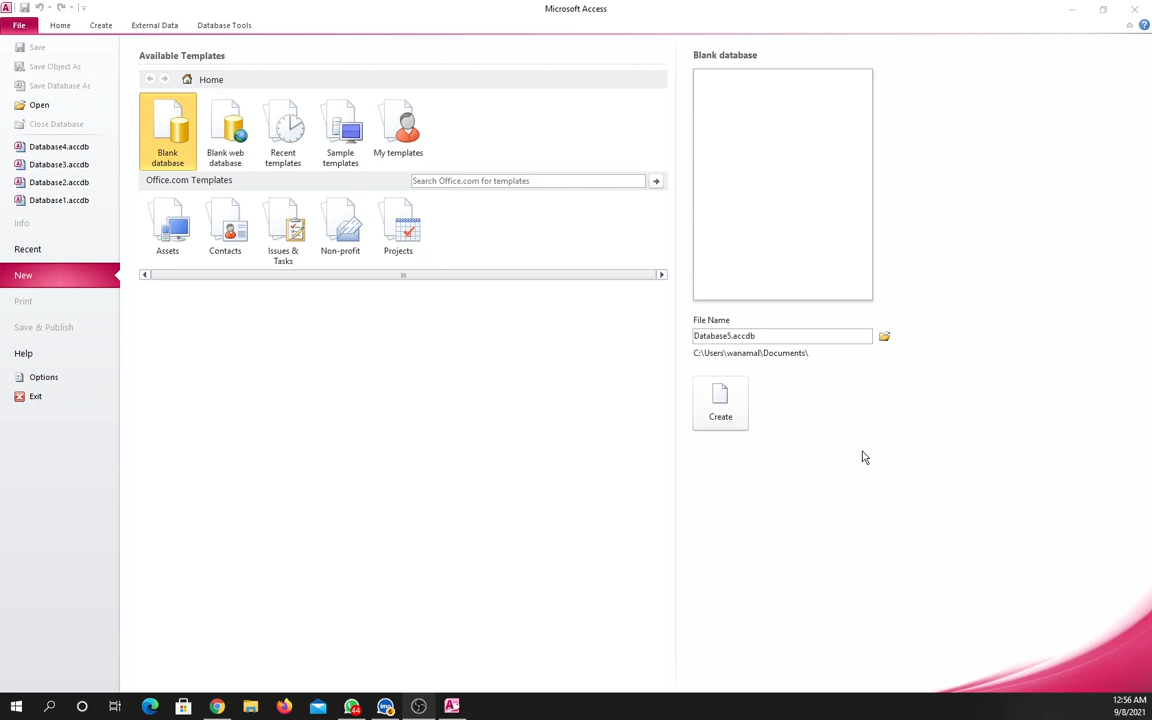 Microsoft Access
File
Home
Create
External Data
Database Tools
Save
Save Object As
Save Database As
Open
Close Database
Database4.accdb
Database3.accdb
Database2.accdb
Database1.accdb
Info
Recent
New
Print
Save & Publish
Help
Options
Exit
Available Templates
Home
Blank
database
Blank web
database
Recent
templates
Sample
templates
My templates
Office.com Templates
Search Office.com for templates
Assets
Contacts
Issues &
Tasks
Non-profit
Projects
Blank database
File Name
Database5.accdb
C:\Users\wanamal\Documents\
Create
44
12:56 AM
9/8/2021